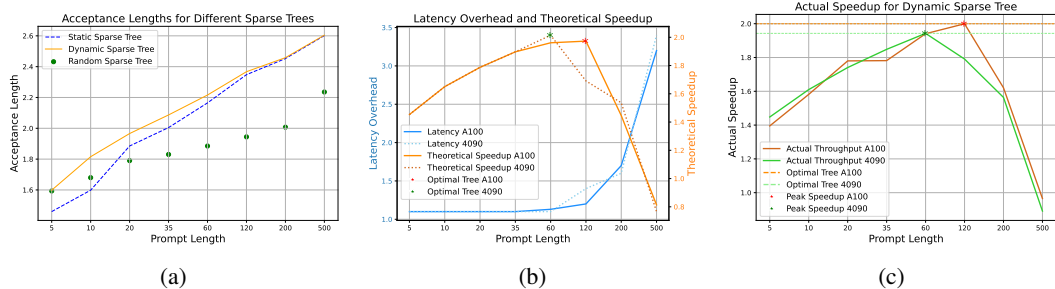 Acceptance Lengths for Different Sparse Trees
Static Sparse Tree
Dynamic Sparse Tree
Random Sparse Tree
Acceptance Length
2.6
2.4
2.2
2.0
1.8
1.6
5 10 20 35 60 120 200 500
Prompt Length
(a)
Latency Overhead and Theoretical Speedup
Latency Overhead
3.5
3.0
2.5
2.0
1.5
1.0
Latency A100
Latency 4090
Theoretical Speedup A100
Theoretical Speedup 4090
Optimal Tree A100
Optimal Tree 4090
2.0
1.8
1.6
1.4
1.2
1.0
0.8
Theoretical Speedup
5 10 20 35 60 120 200 500
Prompt Length
(b)
Actual Speedup for Dynamic Sparse Tree
Actual Speedup
2.0
1.8
1.6
1.4
1.2
1.0
Actual Throughput A100
Actual Throughput 4090
Optimal Tree A100
Optimal Tree 4090
Peak Speedup A100
Peak Speedup 4090
5 10 20 35 60 120 200 500
Prompt Length
(c)